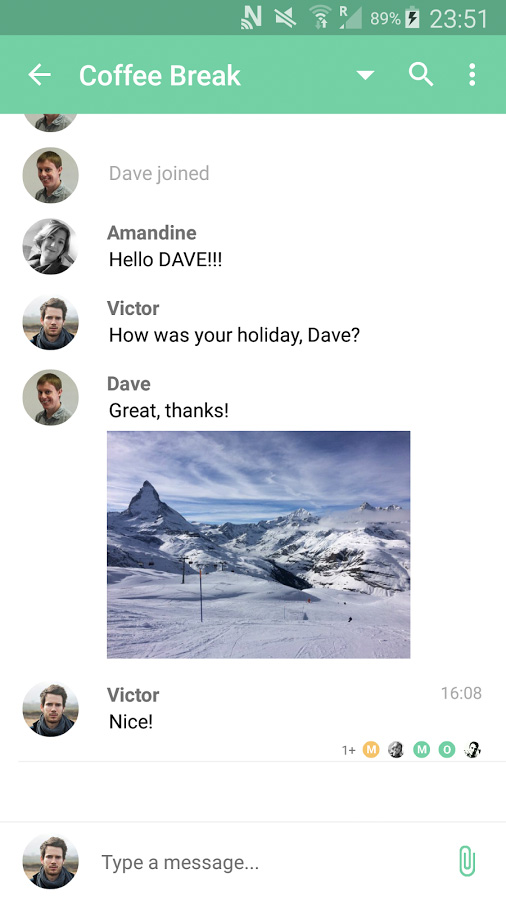 R
89%
23:51
Coffee Break
Dave joined
Amandine
Hello DAVE!!!
Victor
How was your holiday, Dave?
Dave
Great, thanks!
Victor
16:08
Nice!
1+ M M O
Type a message...